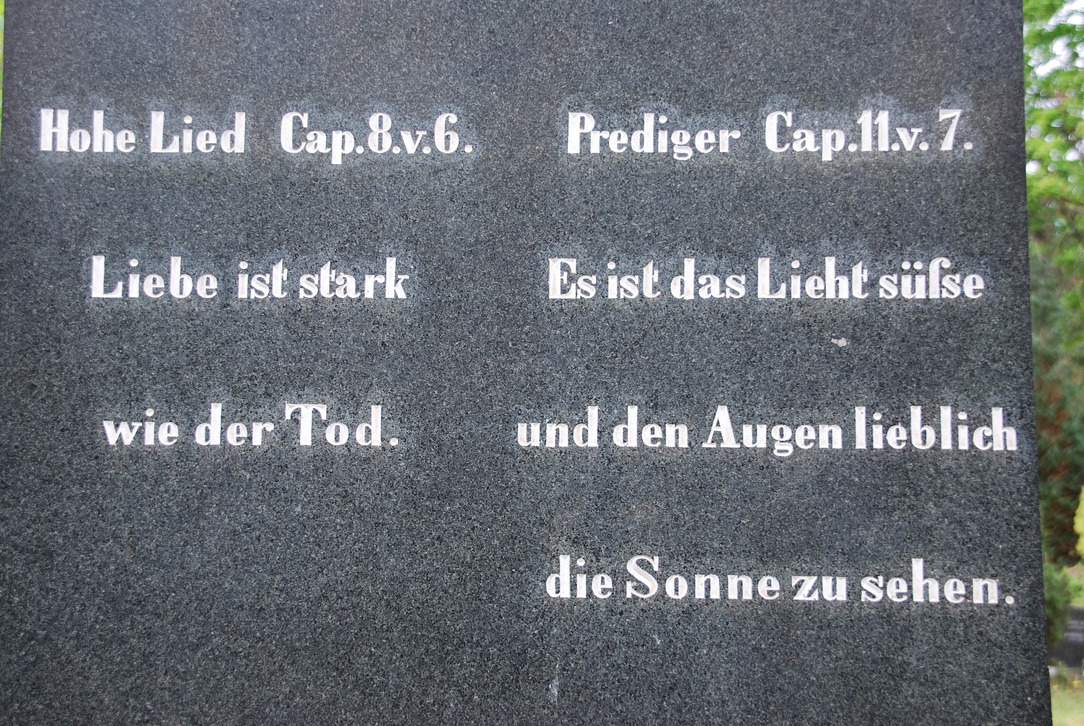 Hohe Lied Cap.8.v.6.
Liebe ist stark
wie der Tod.
Prediger Cap.11.v.7.
Es ist das Licht süſse
und den Augen lieblich
die Sonne zu sehen.